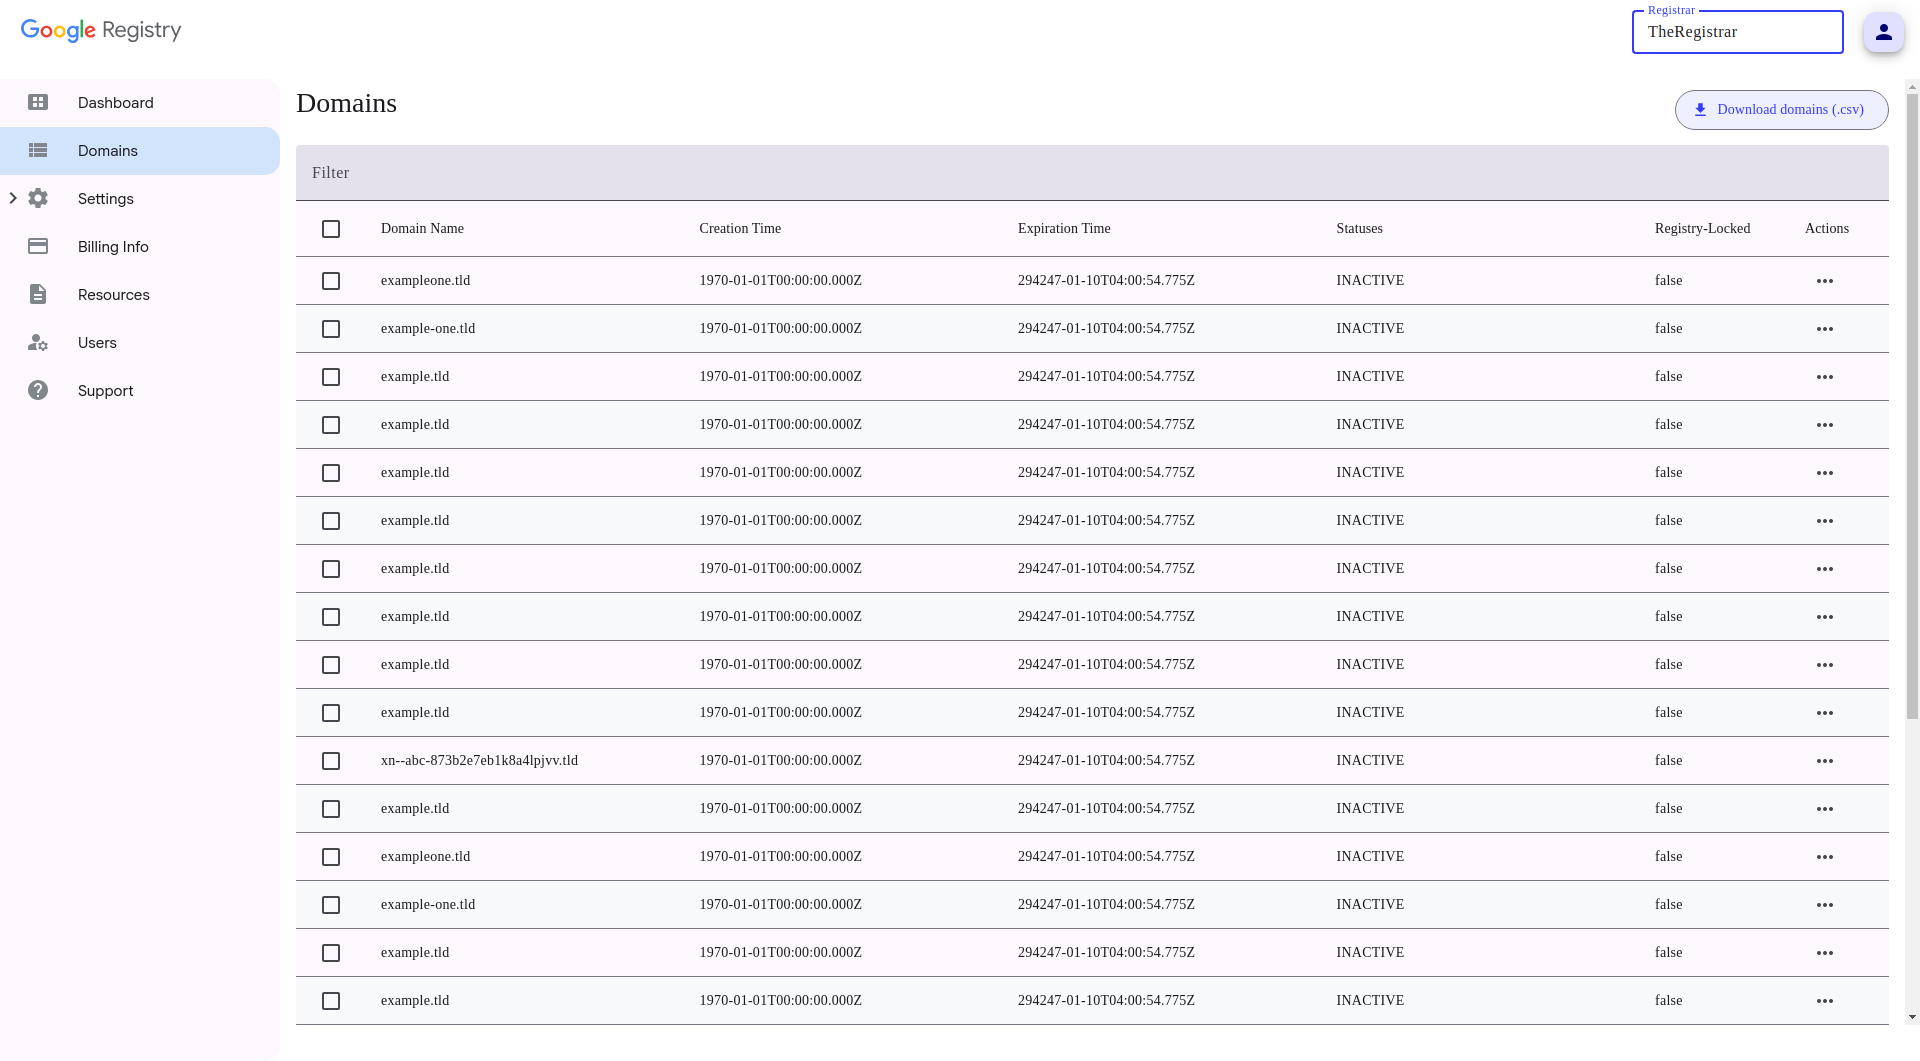 Google Registry
Registrar
TheRegistrar
Dashboard
Domains
Settings
Billing Info
Resources
Users
Support
Domains
Download domains (.csv)
Filter
Domain Name Creation Time Expiration Time Statuses Registry-Locked Actions
exampleone.tld 1970-01-01T00:00:00.000Z 294247-01-10T04:00:54.775Z INACTIVE false
example-one.tld 1970-01-01T00:00:00.000Z 294247-01-10T04:00:54.775Z INACTIVE false
example.tld 1970-01-01T00:00:00.000Z 294247-01-10T04:00:54.775Z INACTIVE false
example.tld 1970-01-01T00:00:00.000Z 294247-01-10T04:00:54.775Z INACTIVE false
example.tld 1970-01-01T00:00:00.000Z 294247-01-10T04:00:54.775Z INACTIVE false
example.tld 1970-01-01T00:00:00.000Z 294247-01-10T04:00:54.775Z INACTIVE false
example.tld 1970-01-01T00:00:00.000Z 294247-01-10T04:00:54.775Z INACTIVE false
example.tld 1970-01-01T00:00:00.000Z 294247-01-10T04:00:54.775Z INACTIVE false
example.tld 1970-01-01T00:00:00.000Z 294247-01-10T04:00:54.775Z INACTIVE false
example.tld 1970-01-01T00:00:00.000Z 294247-01-10T04:00:54.775Z INACTIVE false
xn--abc-873b2e7eb1k8a4lpjvv.tld 1970-01-01T00:00:00.000Z 294247-01-10T04:00:54.775Z INACTIVE false
example.tld 1970-01-01T00:00:00.000Z 294247-01-10T04:00:54.775Z INACTIVE false
exampleone.tld 1970-01-01T00:00:00.000Z 294247-01-10T04:00:54.775Z INACTIVE false
example-one.tld 1970-01-01T00:00:00.000Z 294247-01-10T04:00:54.775Z INACTIVE false
example.tld 1970-01-01T00:00:00.000Z 294247-01-10T04:00:54.775Z INACTIVE false
example.tld 1970-01-01T00:00:00.000Z 294247-01-10T04:00:54.775Z INACTIVE false